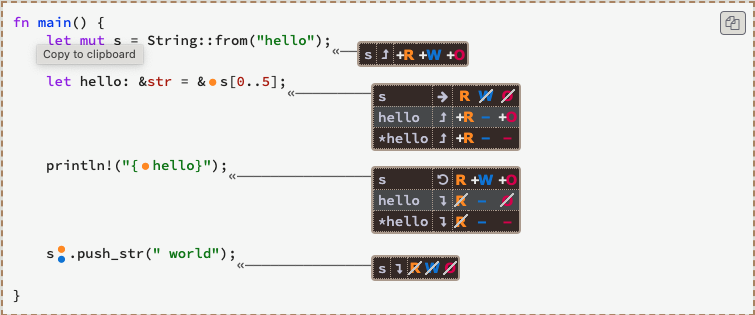 fn main() {
let mut s = String::from("hello");
s ⤴ +R +W +O
Copy to clipboard
let hello: &str = &s[0..5];
s → R W O
hello ⤴ +R – +O
*hello ⤴ +R – –
println!("{hello}");
s ↺ R +W +O
hello ⤵ R – O
*hello ⤵ R – –
s.push_str(" world");
s ⤵ R W O
}